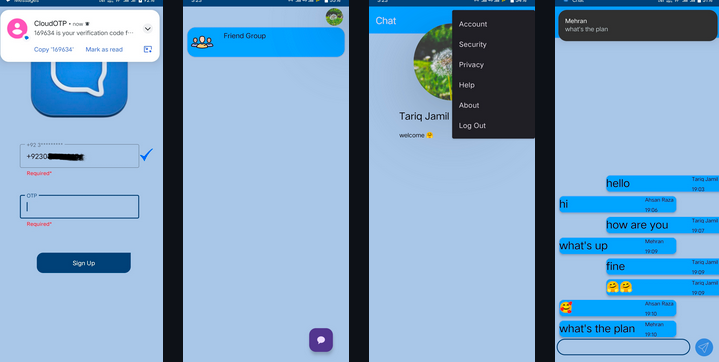 Messages
CloudOTP • now
169634 is your verification code f…
Copy '169634' Mark as read
+9230
Required*
OTP
Required*
Sign Up
Friend Group
Chat
Account
Security
Privacy
Help
About
Log Out
Tariq Jamil
welcome 🤗
Mehran
what's the plan
Tariq Jamil
hello
19:03
Ahsan Raza
hi
19:06
Tariq Jamil
how are you
19:07
Mehran
what's up
19:09
Tariq Jamil
fine
19:09
Tariq Jamil
🤗🤗
19:09
Ahsan Raza
🥰
19:10
Mehran
what's the plan
19:10